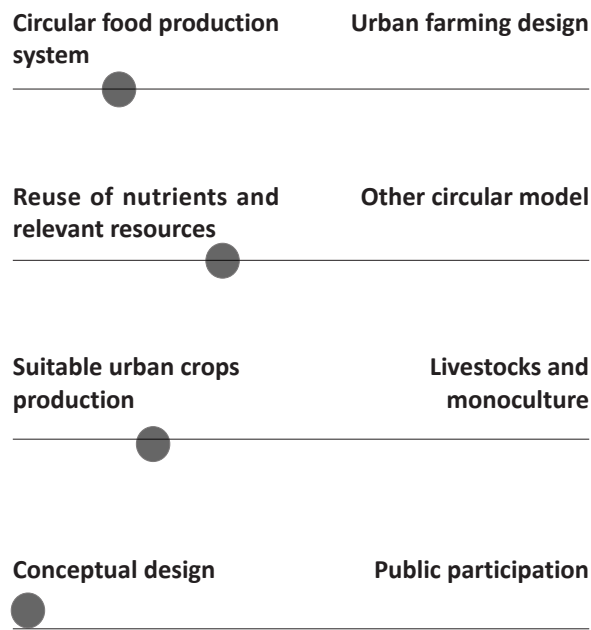 Circular food production
system
Urban farming design
Reuse of nutrients and
relevant resources
Other circular model
Suitable urban crops
production
Livestocks and
monoculture
Conceptual design
Public participation